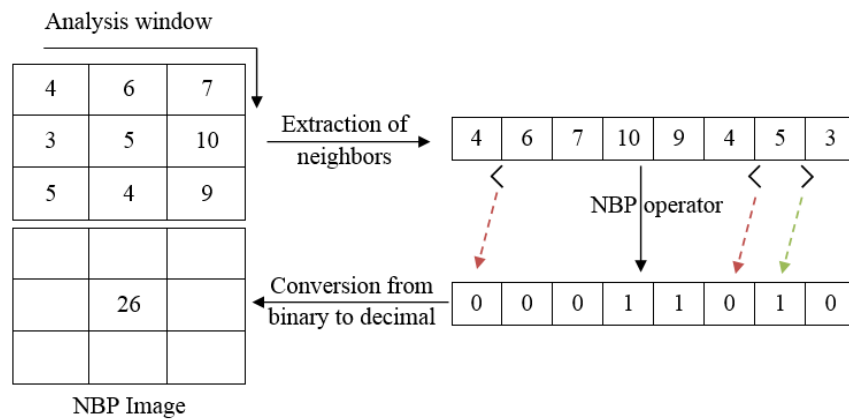 Analysis window
4 6 7
3 5 10
5 4 9
Extraction of
neighbors
4 6 7 10 9 4 5 3
< < >
NBP operator
26
Conversion from
binary to decimal
0 0 0 1 1 0 1 0
NBP Image